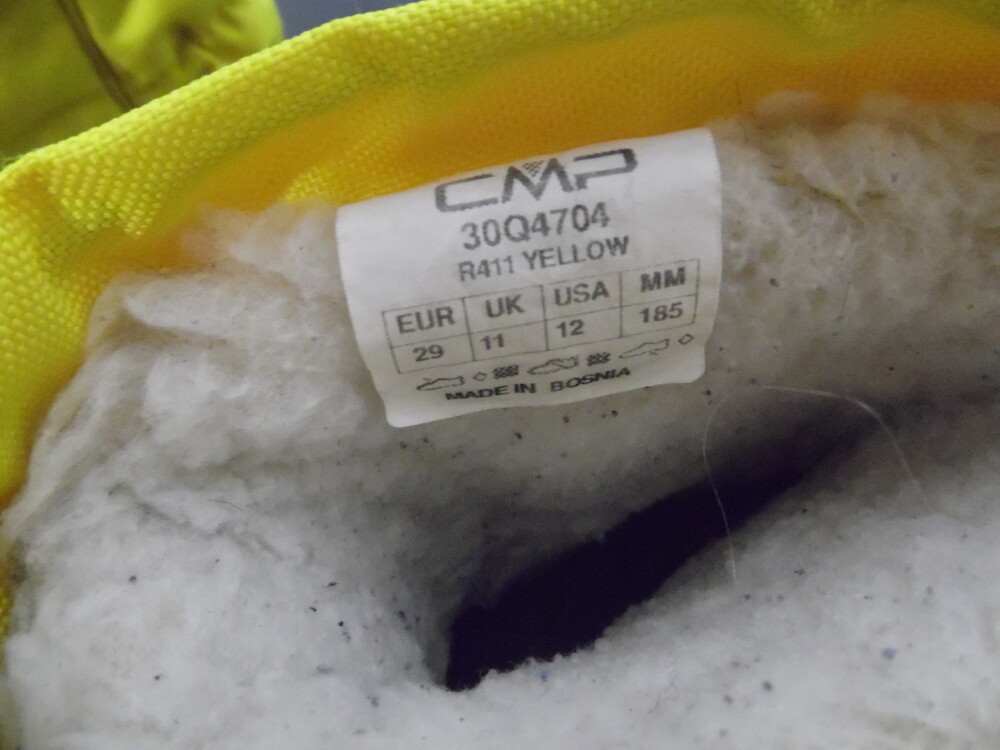 CMP
30Q4704
R411 YELLOW
EUR UK USA MM
29 11 12 185
MADE IN BOSNIA